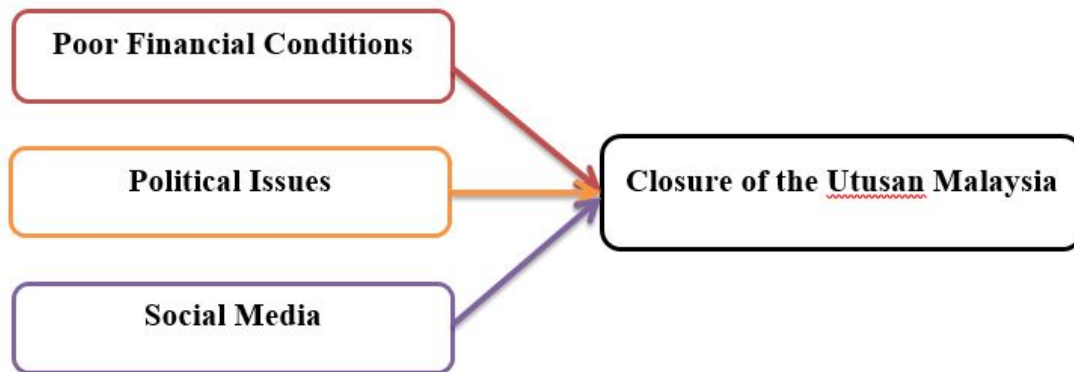 Poor Financial Conditions
Political Issues
Closure of the Utusan Malaysia
Social Media